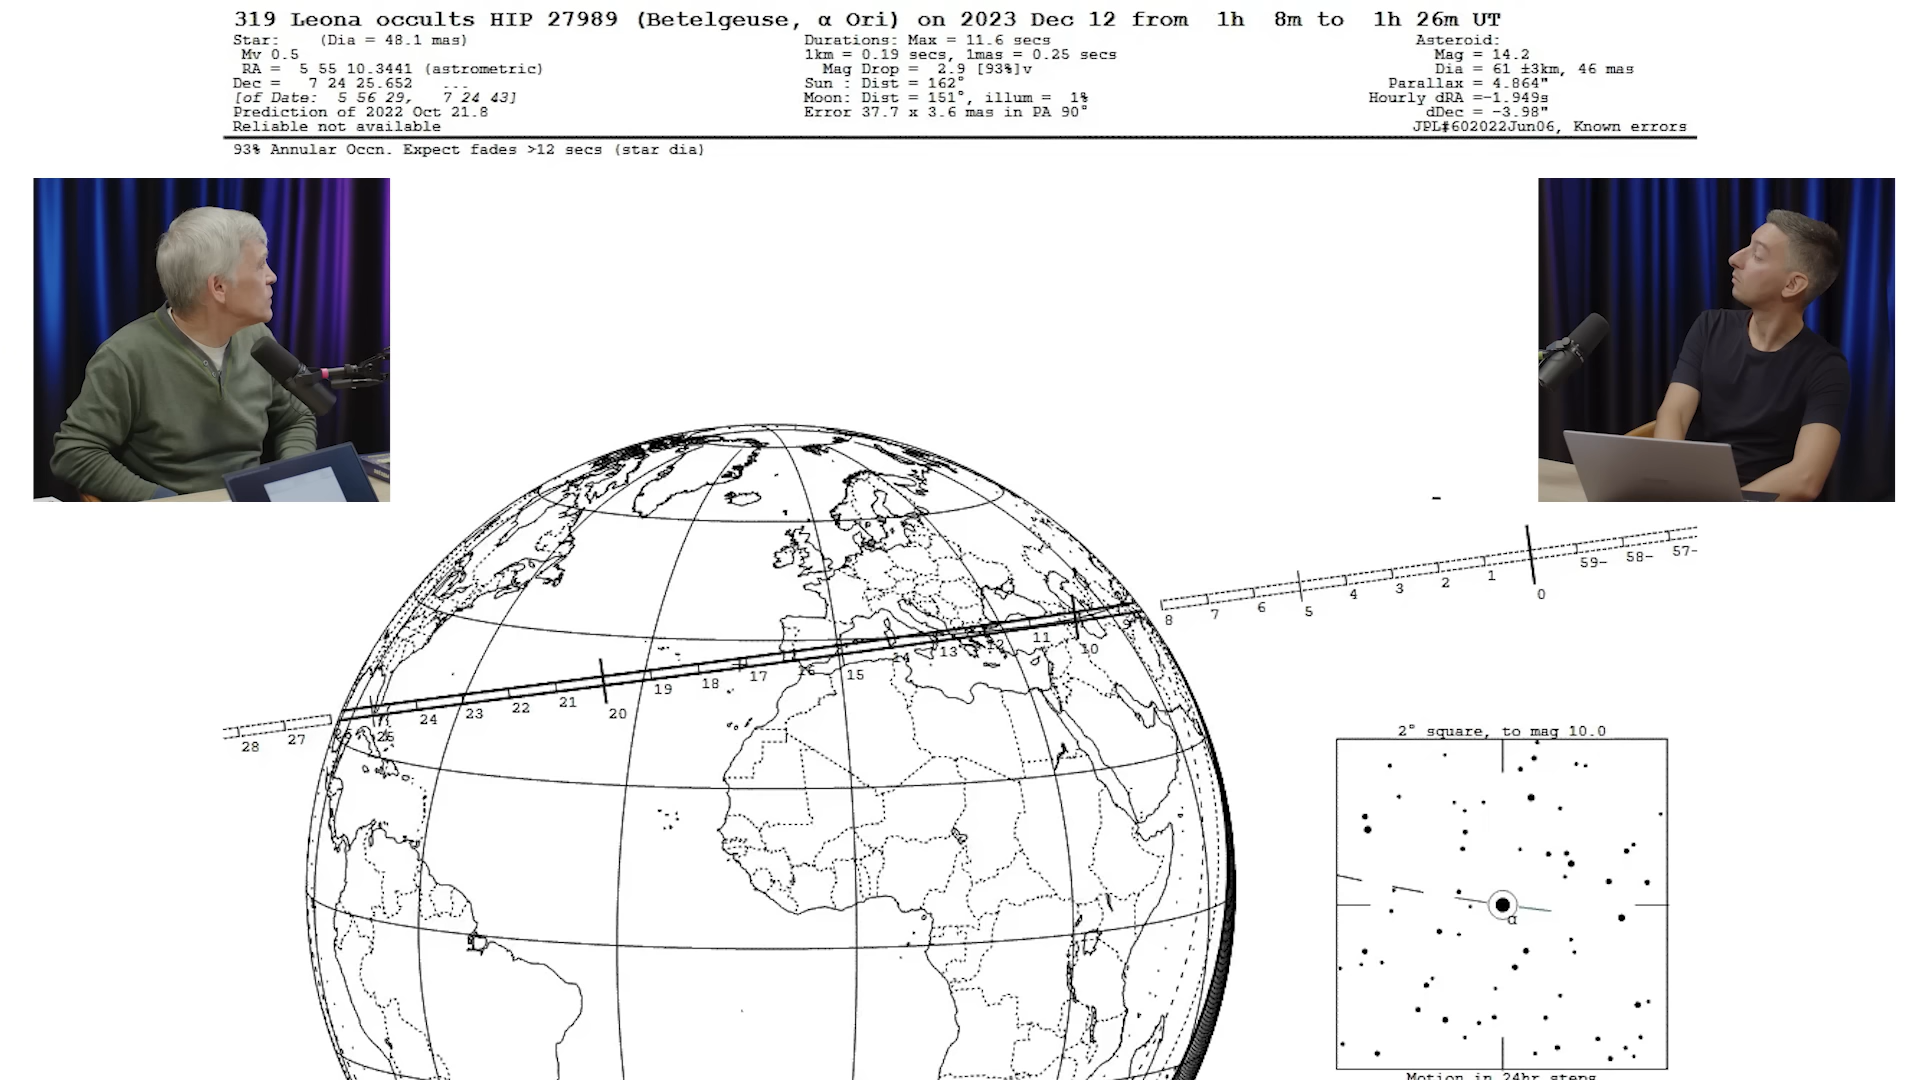 319 Leona occults HIP 27989 (Betelgeuse, α Ori) on 2023 Dec 12 from 1h 8m to 1h 26m UT
Star: (Dia = 48.1 mas)
Mv 0.5
RA = 5 55 10.3441 (astrometric)
Dec = 7 24 25.652 ...
[of Date: 5 56 29, 7 24 43]
Prediction of 2022 Oct 21.8
Reliable not available
Durations: Max = 11.6 secs
1km = 0.19 secs, 1mas = 0.25 secs
Mag Drop = 2.9 [93%]v
Sun : Dist = 162°
Moon: Dist = 151°, illum = 1%
Error 37.7 x 3.6 mas in PA 90°
Asteroid:
Mag = 14.2
Dia = 61 ±3km, 46 mas
Parallax = 4.864"
Hourly dRA =-1.949s
dDec = -3.98"
JPL#602022Jun06, Known errors
93% Annular Occn. Expect fades >12 secs (star dia)
57-
58-
59-
0
1
2
3
4
5
6
7
8
9
10
11
12
13
14
15
16
17
18
19
20
21
22
23
24
25
27
28
2° square, to mag 10.0
α
Motion in 24hr steps